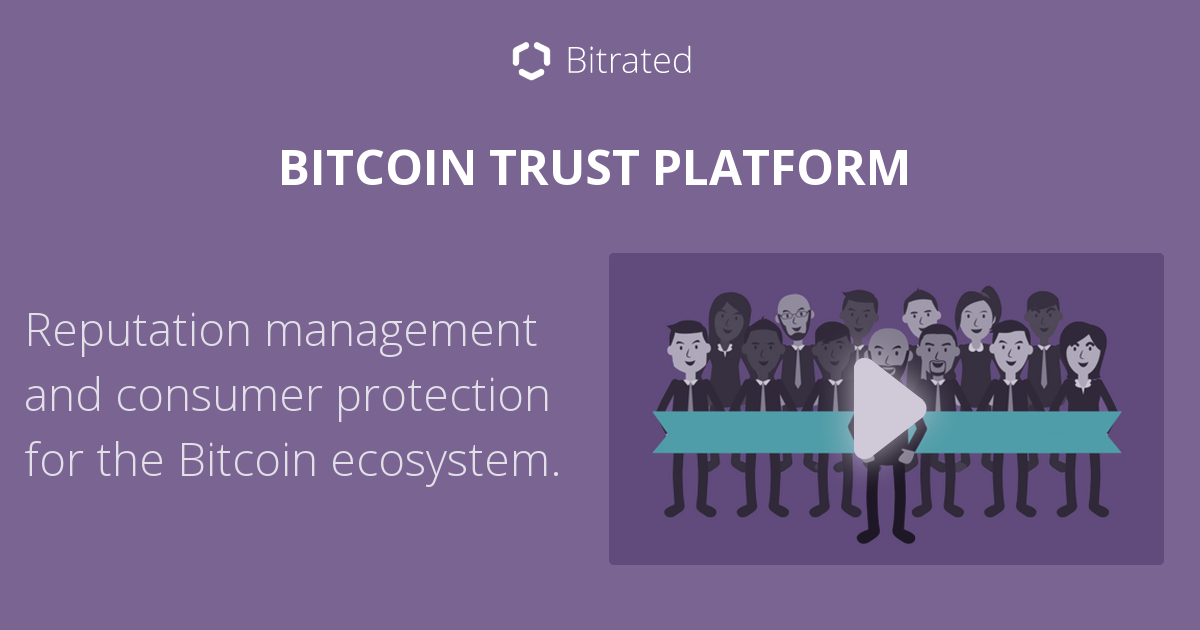 Bitrated
BITCOIN TRUST PLATFORM
Reputation management
and consumer protection
for the Bitcoin ecosystem.